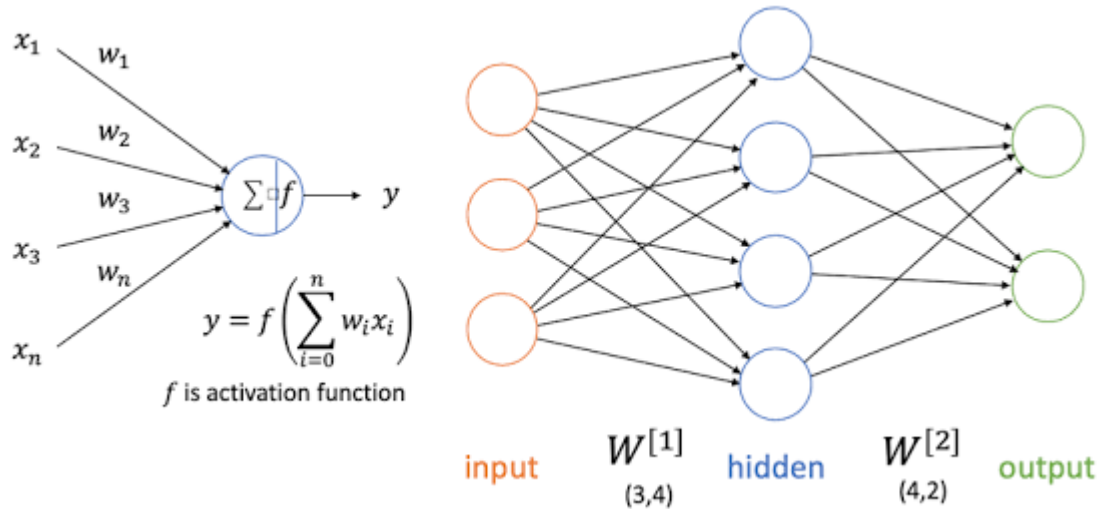 x₁
w₁
x₂
w₂
w₃
x₃
wₙ
xₙ
∑ □ f
y
y = f(∑ⁿᵢ₌₀ wᵢxᵢ)
f is activation function
input
W^[1]
(3,4)
hidden
W^[2]
(4,2)
output